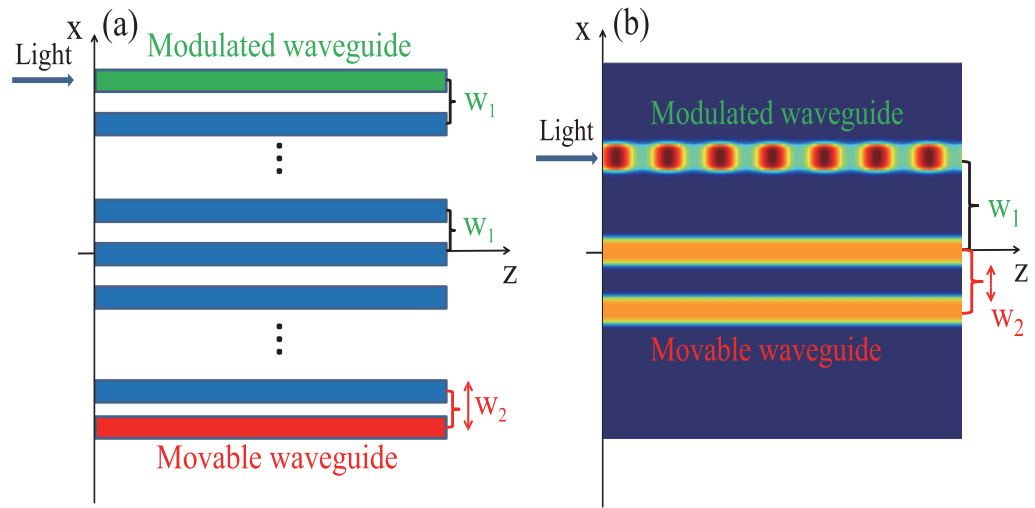 x
(a)
Light
Modulated waveguide
w1
w1
z
w2
Movable waveguide
x
(b)
Light
Modulated waveguide
w1
z
w2
Movable waveguide